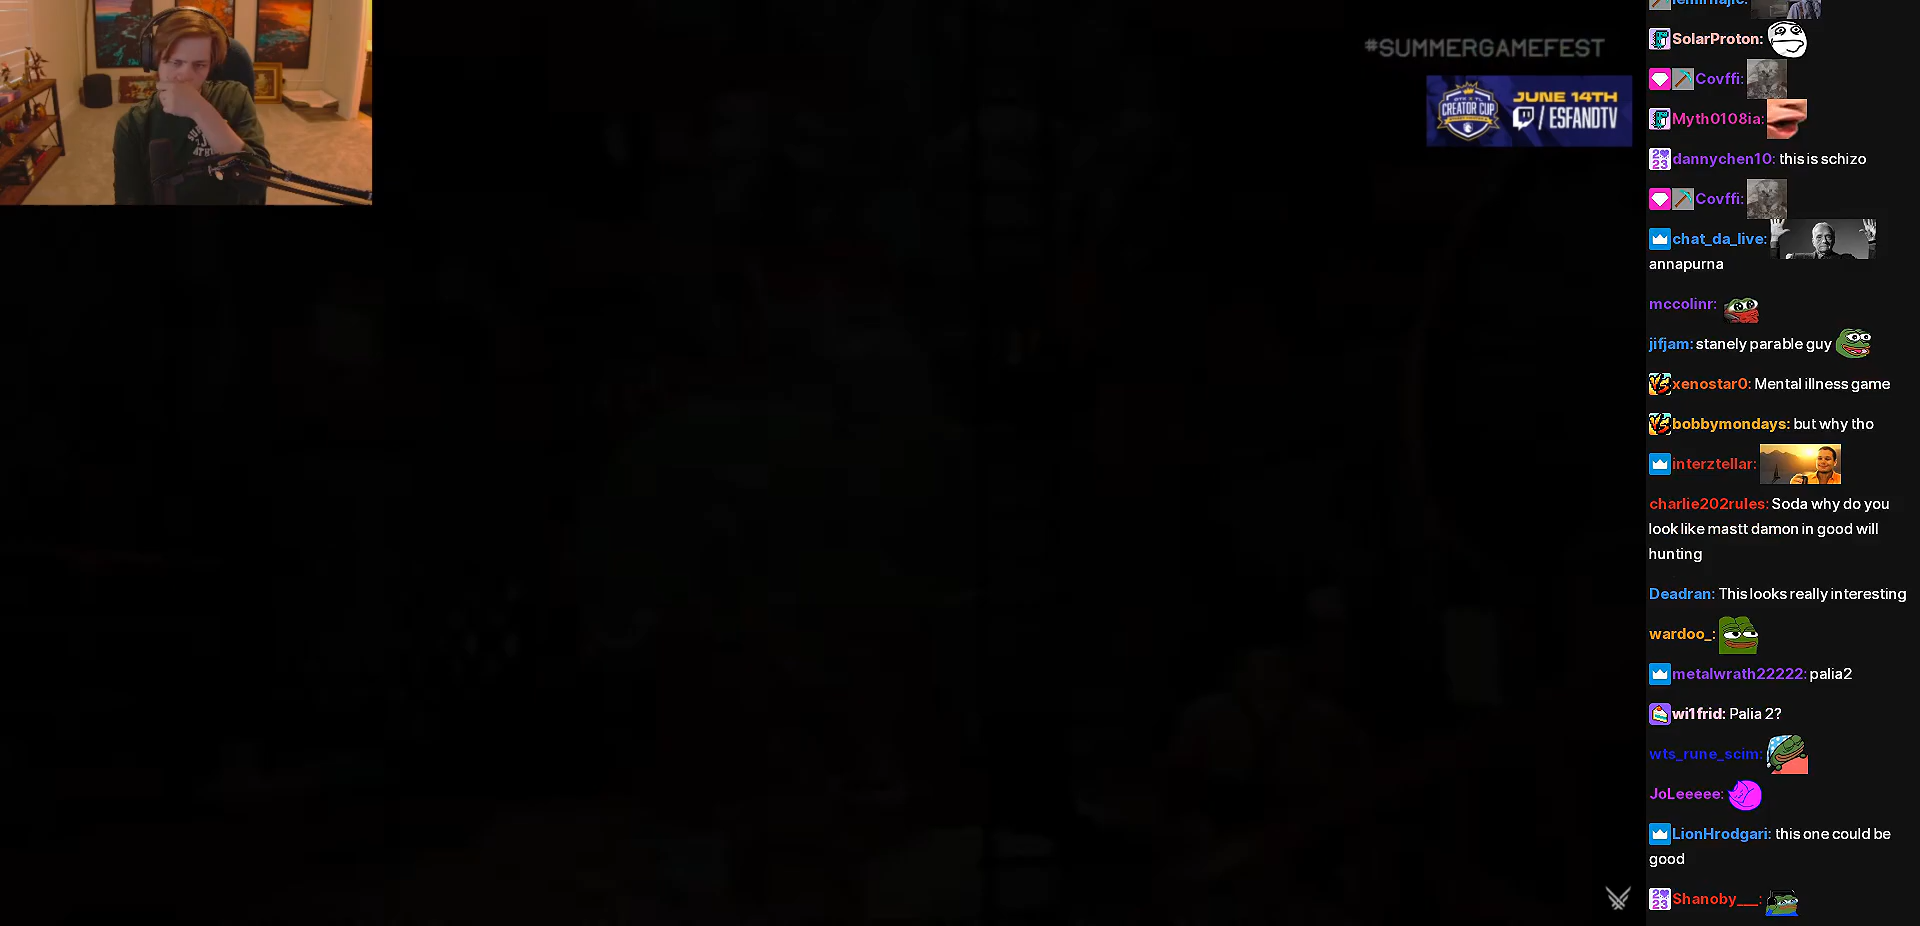 #SUMMERGAMEFEST
CREATOR CUP
JUNE 14TH
/ESFANDTV
SolarProton:
Covffi:
Myth0108ia:
dannychen10: this is schizo
Covffi:
chat_da_live:
annapurna
mccolinr:
jifjam: stanely parable guy
xenostar0: Mental illness game
bobbymondays: but why tho
interztellar:
charlie202rules: Soda why do you
look like mastt damon in good will
hunting
Deadran: This looks really interesting
wardoo_:
metalwrath22222: palia2
wi1frid: Palia 2?
wts_rune_scim:
JoLeeeee:
LionHrodgari: this one could be
good
Shanoby___: